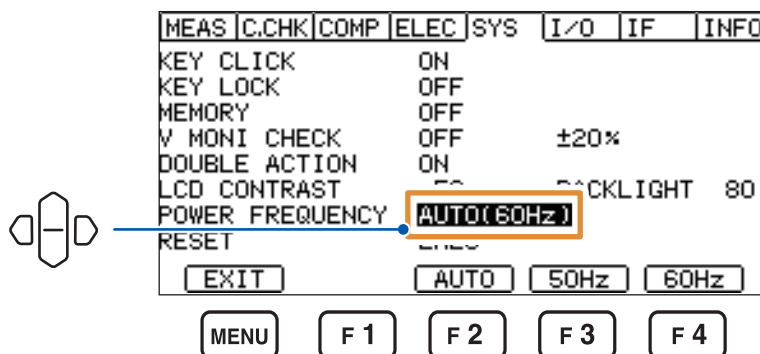 MEAS C.CHK COMP ELEC SYS I/O IF INFO
KEY CLICK ON
KEY LOCK OFF
MEMORY OFF
V MONI CHECK OFF ±20%
DOUBLE ACTION ON
LCD CONTRAST BACKLIGHT 80
POWER FREQUENCY AUTO(60Hz)
RESET
EXIT AUTO 50Hz 60Hz
MENU F1 F2 F3 F4